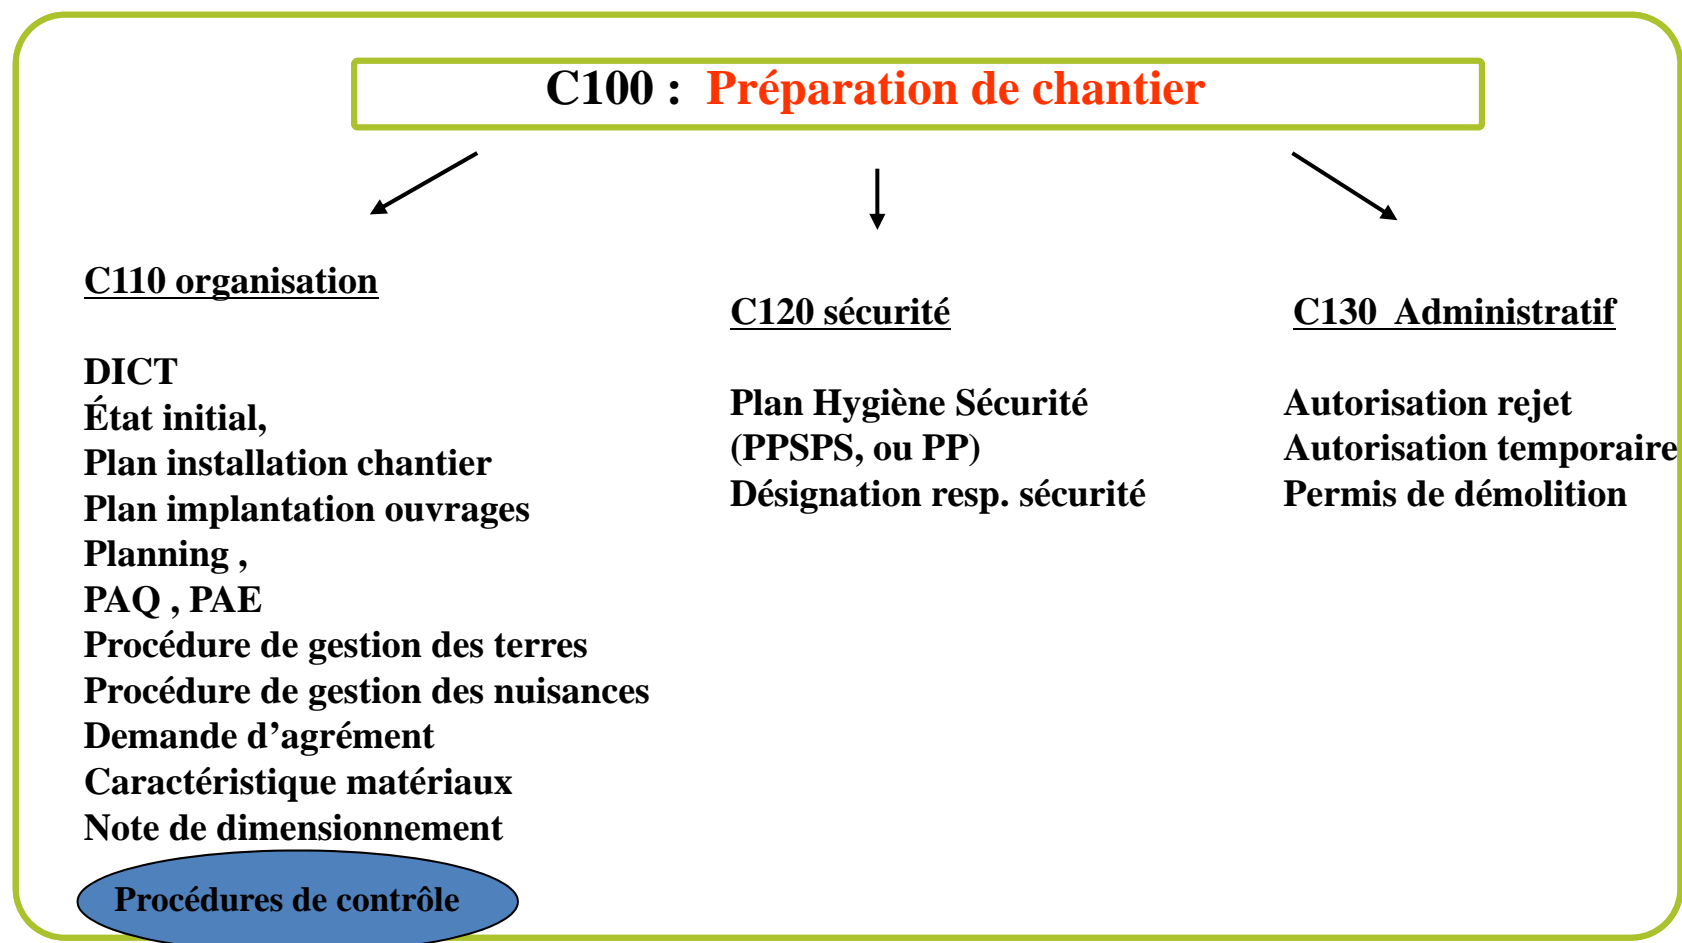 C100 : Préparation de chantier
C110 organisation
DICT
État initial,
Plan installation chantier
Plan implantation ouvrages
Planning ,
PAQ , PAE
Procédure de gestion des terres
Procédure de gestion des nuisances
Demande d’agrément
Caractéristique matériaux
Note de dimensionnement
Procédures de contrôle
C120 sécurité
Plan Hygiène Sécurité
(PPSPS, ou PP)
Désignation resp. sécurité
C130 Administratif
Autorisation rejet
Autorisation temporaire
Permis de démolition